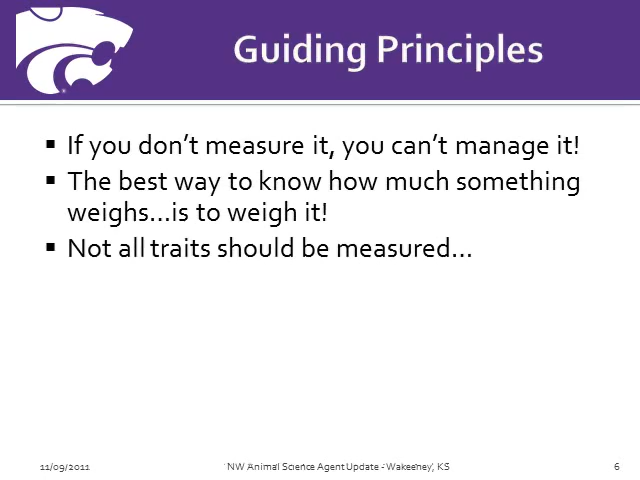 Guiding Principles
▪ If you don't measure it, you can't manage it!
▪ The best way to know how much something
weighs...is to weigh it!
▪ Not all traits should be measured...
11/09/2011
NW Animal Science Agent Update - Wakeeney, KS
6